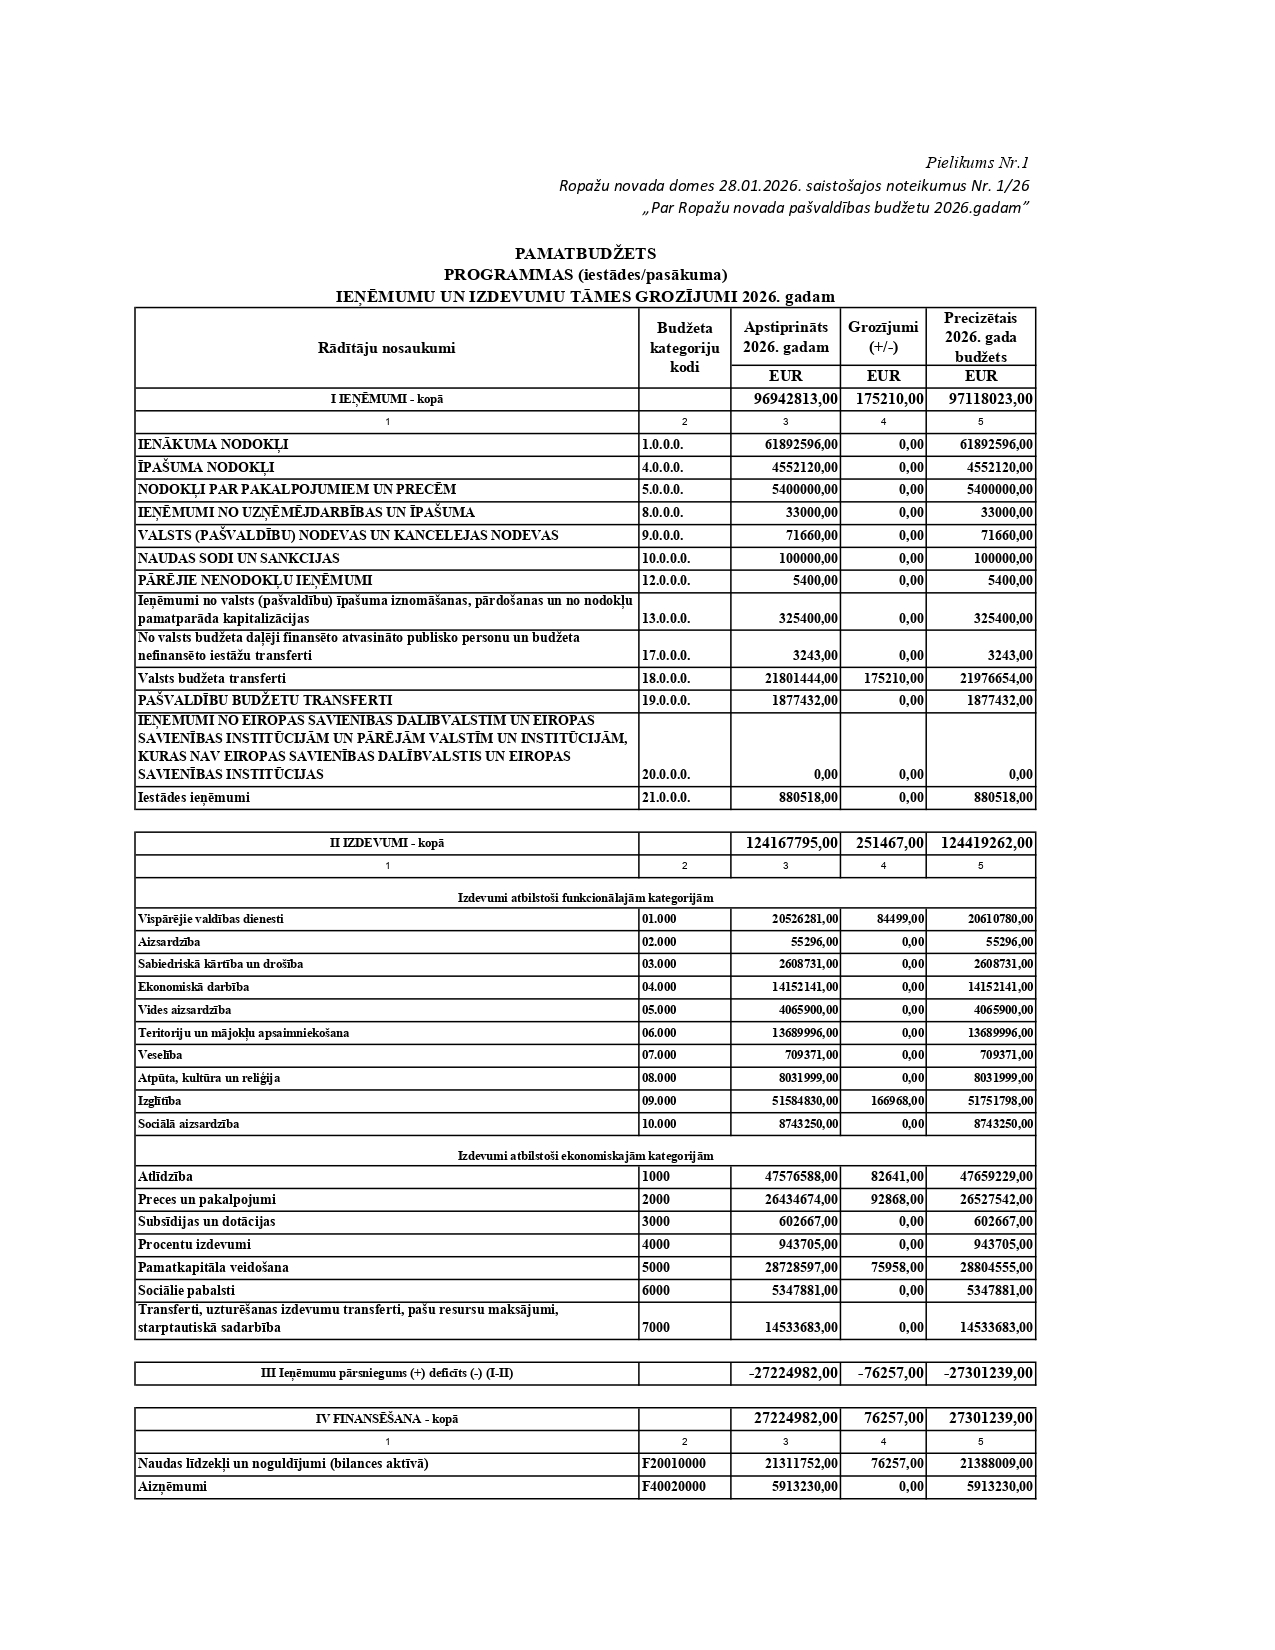 Pielikums Nr.1
Ropažu novada domes 28.01.2026. saistošajos noteikumus Nr. 1/26
„Par Ropažu novada pašvaldības budžetu 2026.gadam”
PAMATBUDŽETS
PROGRAMMAS (iestādes/pasākuma)
IEŅĒMUMU UN IZDEVUMU TĀMES GROZĪJUMI 2026. gadam
Rādītāju nosaukumi Budžeta kategoriju kodi Apstiprināts 2026. gadam Grozījumi (+/-) Precizētais 2026. gada budžets
EUR EUR EUR
I IEŅĒMUMI - kopā 96942813,00 175210,00 97118023,00
1 2 3 4 5
IENĀKUMA NODOKĻI 1.0.0.0. 61892596,00 0,00 61892596,00
ĪPAŠUMA NODOKĻI 4.0.0.0. 4552120,00 0,00 4552120,00
NODOKĻI PAR PAKALPOJUMIEM UN PRECĒM 5.0.0.0. 5400000,00 0,00 5400000,00
IEŅĒMUMI NO UZŅĒMĒJDARBĪBAS UN ĪPAŠUMA 8.0.0.0. 33000,00 0,00 33000,00
VALSTS (PAŠVALDĪBU) NODEVAS UN KANCELEJAS NODEVAS 9.0.0.0. 71660,00 0,00 71660,00
NAUDAS SODI UN SANKCIJAS 10.0.0.0. 100000,00 0,00 100000,00
PĀRĒJIE NENODOKĻU IEŅĒMUMI 12.0.0.0. 5400,00 0,00 5400,00
Ieņēmumi no valsts (pašvaldību) īpašuma iznomāšanas, pārdošanas un no nodokļu
pamatparāda kapitalizācijas 13.0.0.0. 325400,00 0,00 325400,00
No valsts budžeta daļēji finansēto atvasināto publisko personu un budžeta
nefinansēto iestāžu transferti 17.0.0.0. 3243,00 0,00 3243,00
Valsts budžeta transferti 18.0.0.0. 21801444,00 175210,00 21976654,00
PAŠVALDĪBU BUDŽETU TRANSFERTI 19.0.0.0. 1877432,00 0,00 1877432,00
IEŅĒMUMI NO EIROPAS SAVIENĪBAS DALĪBVALSTĪM UN EIROPAS
SAVIENĪBAS INSTITŪCIJĀM UN PĀRĒJĀM VALSTĪM UN INSTITŪCIJĀM,
KURAS NAV EIROPAS SAVIENĪBAS DALĪBVALSTIS UN EIROPAS
SAVIENĪBAS INSTITŪCIJAS 20.0.0.0. 0,00 0,00 0,00
Iestādes ieņēmumi 21.0.0.0. 880518,00 0,00 880518,00
II IZDEVUMI - kopā 124167795,00 251467,00 124419262,00
1 2 3 4 5
Izdevumi atbilstoši funkcionālajām kategorijām
Vispārējie valdības dienesti 01.000 20526281,00 84499,00 20610780,00
Aizsardzība 02.000 55296,00 0,00 55296,00
Sabiedriskā kārtība un drošība 03.000 2608731,00 0,00 2608731,00
Ekonomiskā darbība 04.000 14152141,00 0,00 14152141,00
Vides aizsardzība 05.000 4065900,00 0,00 4065900,00
Teritoriju un mājokļu apsaimniekošana 06.000 13689996,00 0,00 13689996,00
Veselība 07.000 709371,00 0,00 709371,00
Atpūta, kultūra un reliģija 08.000 8031999,00 0,00 8031999,00
Izglītība 09.000 51584830,00 166968,00 51751798,00
Sociālā aizsardzība 10.000 8743250,00 0,00 8743250,00
Izdevumi atbilstoši ekonomiskajām kategorijām
Atlīdzība 1000 47576588,00 82641,00 47659229,00
Preces un pakalpojumi 2000 26434674,00 92868,00 26527542,00
Subsīdijas un dotācijas 3000 602667,00 0,00 602667,00
Procentu izdevumi 4000 943705,00 0,00 943705,00
Pamatkapitāla veidošana 5000 28728597,00 75958,00 28804555,00
Sociālie pabalsti 6000 5347881,00 0,00 5347881,00
Transferti, uzturēšanas izdevumu transferti, pašu resursu maksājumi,
starptautiskā sadarbība 7000 14533683,00 0,00 14533683,00
III Ieņēmumu pārsniegums (+) deficīts (-) (I-II) -27224982,00 -76257,00 -27301239,00
IV FINANSĒŠANA - kopā 27224982,00 76257,00 27301239,00
1 2 3 4 5
Naudas līdzekļi un noguldījumi (bilances aktīvā) F20010000 21311752,00 76257,00 21388009,00
Aizņēmumi F40020000 5913230,00 0,00 5913230,00